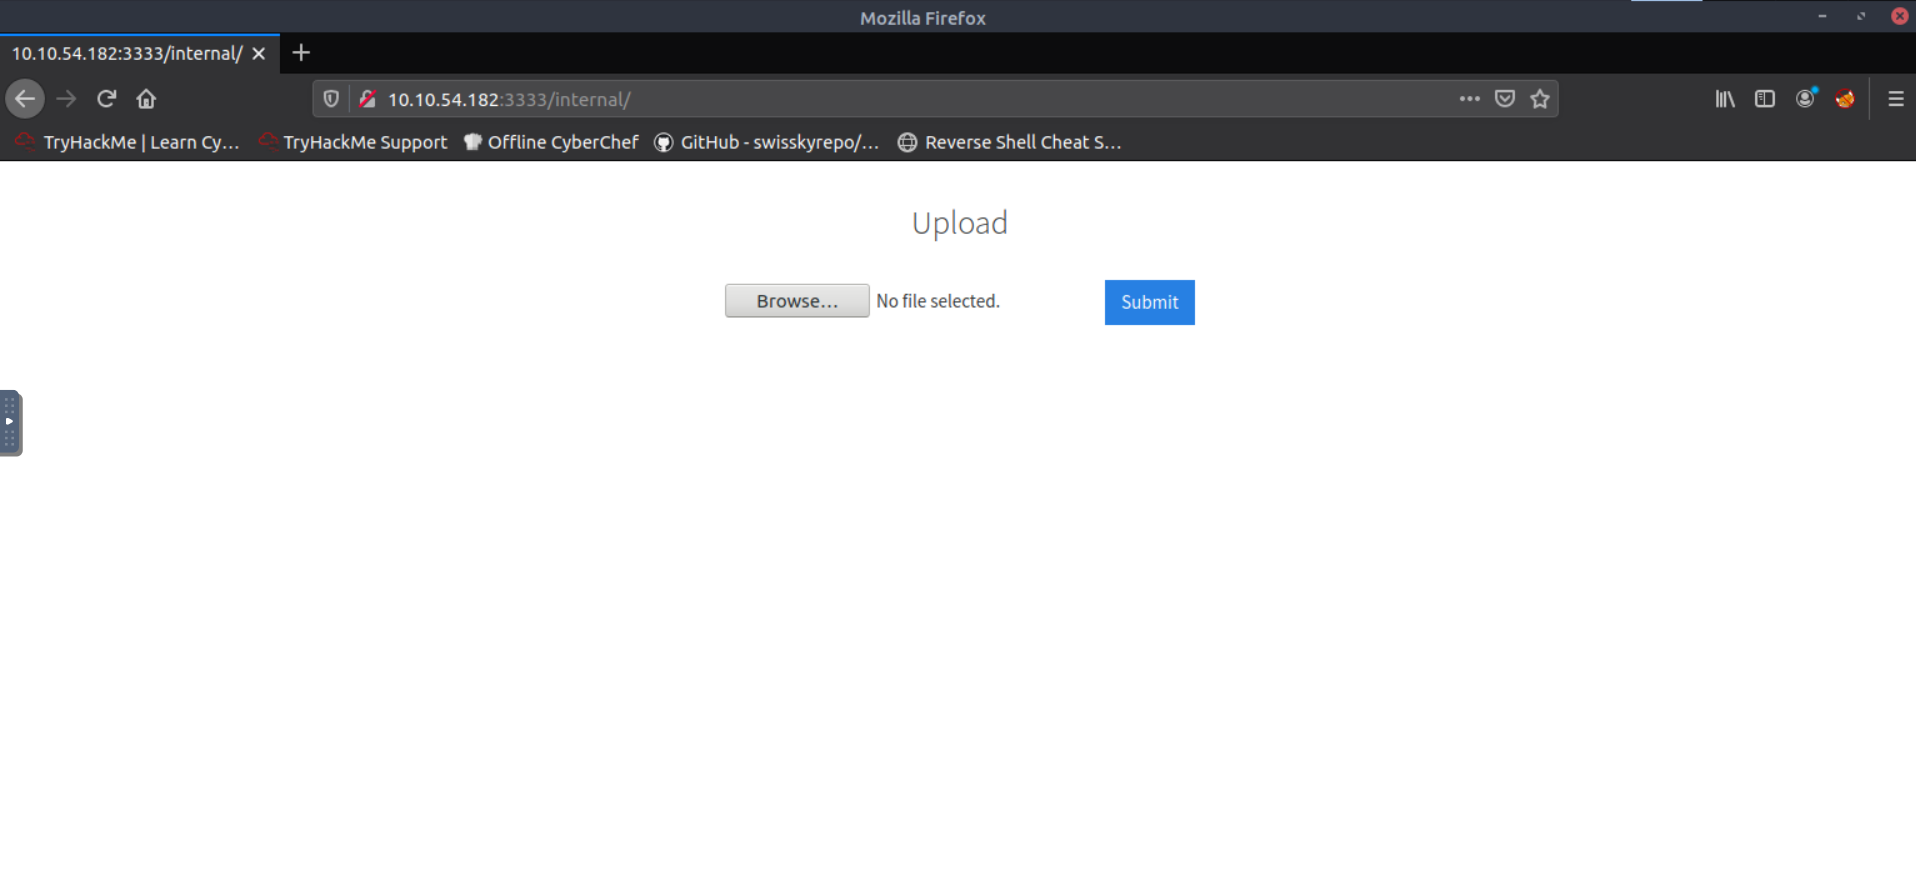 Mozilla Firefox
10.10.54.182:3333/internal/
10.10.54.182:3333/internal/
TryHackMe | Learn Cy... TryHackMe Support Offline CyberChef GitHub - swisskyrepo/... Reverse Shell Cheat S...
Upload
Browse... No file selected. Submit